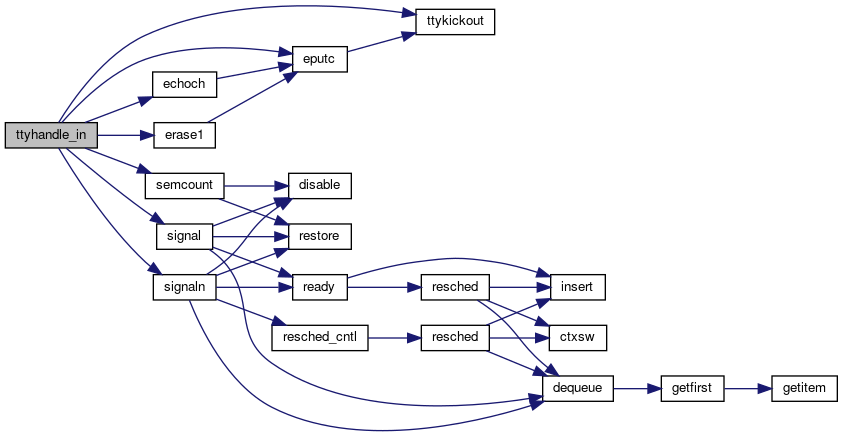 ttykickout
eputc
echoch
ttyhandle_in
erase1
semcount
disable
signal
restore
signaln
ready
resched
insert
resched_cntl
resched
ctxsw
dequeue
getfirst
getitem